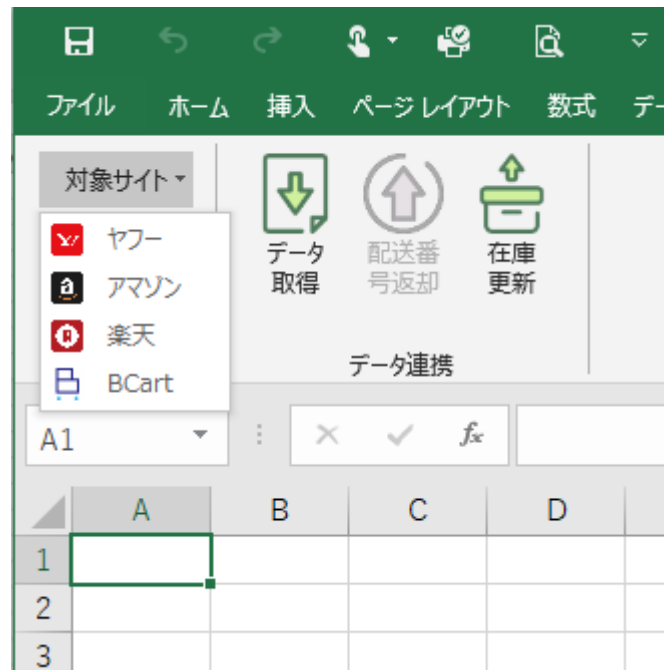 ファイル ホーム 挿入 ページ レイアウト 数式 デー
対象サイト
ヤフー
アマゾン
楽天
BCart
データ
取得
配送番
号返却
在庫
更新
データ連携
A1
fx
A B C D
1
2
3